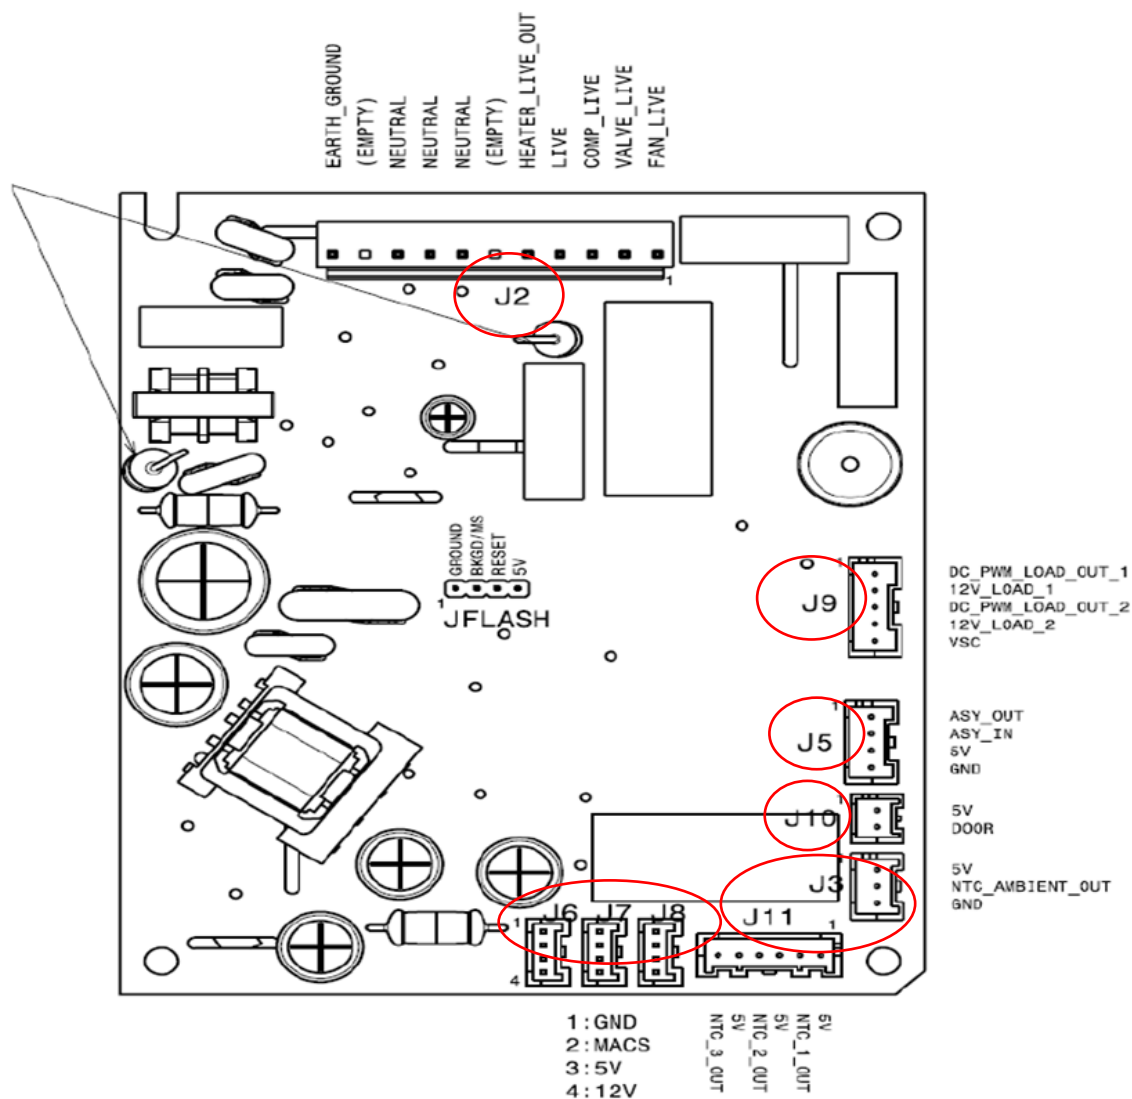 EARTH_GROUND
(EMPTY)
NEUTRAL
NEUTRAL
NEUTRAL
(EMPTY)
HEATER_LIVE_OUT
LIVE
COMP_LIVE
VALVE_LIVE
FAN_LIVE
1
J2
GROUND
BKGD/MS
RESET
5V
1
JFLASH
1
J9
DC_PWM_LOAD_OUT_1
12V_LOAD_1
DC_PWM_LOAD_OUT_2
12V_LOAD_2
VSC
1
J5
ASY_OUT
ASY_IN
5V
GND
1
J10
5V
DOOR
J3
5V
NTC_AMBIENT_OUT
GND
J6
J7
J8
J11
1
1
4
1:GND
2:MACS
3:5V
4:12V
NTC_3_OUT
5V
NTC_2_OUT
5V
NTC_1_OUT
5V